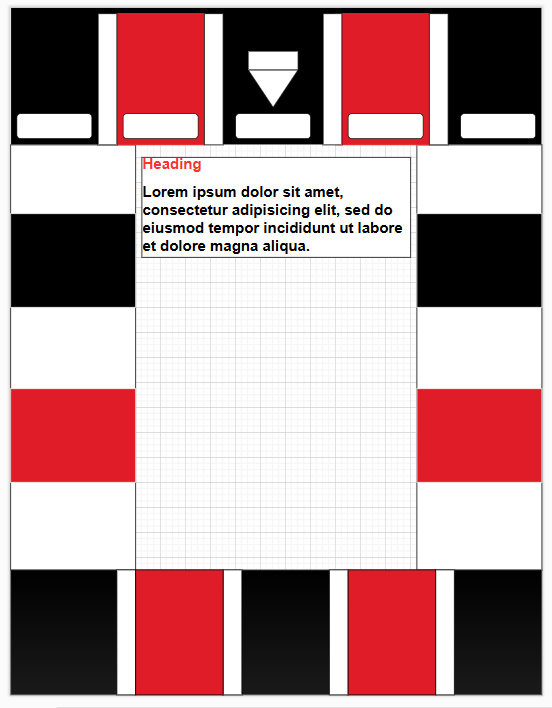 Heading
Lorem ipsum dolor sit amet,
consectetur adipisicing elit, sed do
eiusmod tempor incididunt ut labore
et dolore magna aliqua.